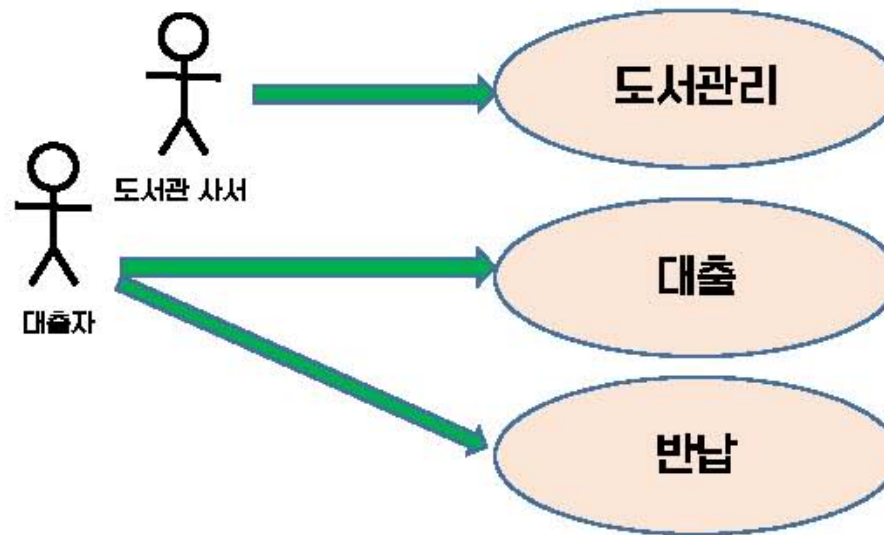 도서관리
도서관 사서
대출
대출자
반납